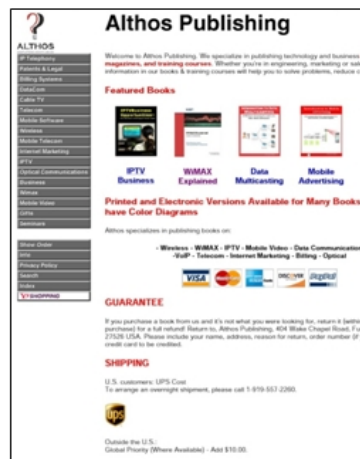 Althos Publishing
ALTHOS
IP Telephony
Patents & Legal
Billing Systems
DataCom
Cable TV
Telecom
Mobile Software
Wireless
Mobile Telecom
Internet Marketing
IPTV
Optical Communications
Business
Mobile Video
Gifts
Seminars
Show Order
Info
Privacy Policy
Search
Index
Y! SHOPPING
Welcome to Althos Publishing. We specialize in publishing technology and business
magazines, and training courses. Whether you're in engineering, marketing or sal
information in our books & training courses will help you to solve problems, reduce c
Featured Books
IPTV Business
WiMAX Explained
Data Multicasting
Mobile Advertising
Printed and Electronic Versions Available for Many Books
have Color Diagrams
Althos specializes in publishing books on:
- Wireless - WiMAX - IPTV - Mobile Video - Data Communication
-VoIP - Telecom - Internet Marketing - Billing - Optical
VISA MasterCard DISCOVER PayPal
GUARANTEE
If you purchase a book from us and it's not what you were looking for, return it (within
purchase) for a full refund! Return to, Althos Publishing, 404 Wake Chapel Road, Fu
27526 USA. Please include your name, address, reason for return, order number (if
credit card to be credited.
SHIPPING
U.S. customers: UPS Cost
To arrange an overnight shipment, please call 1-919-557-2260.
ups
Outside the U.S.:
Global Priority (Where Available) - Add $10.00.